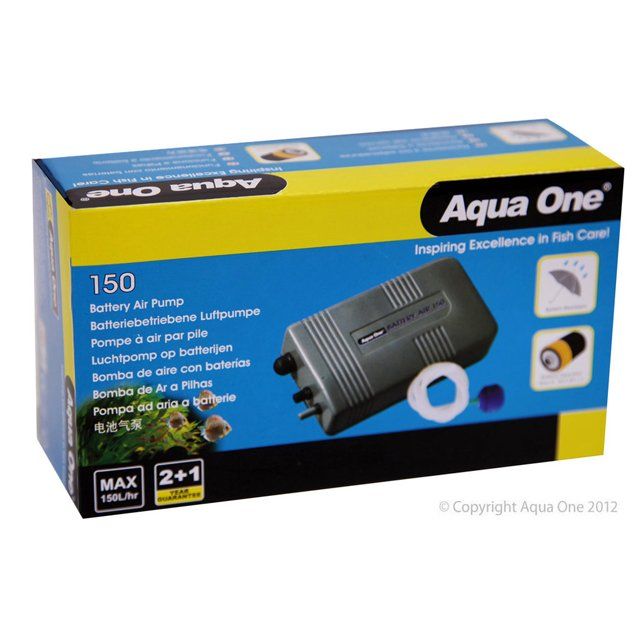 Aqua One®
Inspiring Excellence in Fish Care!
Aqua One®
Inspiring Excellence in Fish Care!
150
Battery Air Pump
Batteriebetriebene Luftpumpe
Pompe à air par pile
Luchtpomp op batterijen
Bomba de aire con baterías
Bomba de Ar a Pilhas
Pompa ad aria a batterie
电池气泵
Aqua One
BATTERY AIR 150
MAX
150L/hr
2+1
YEAR
GUARANTEE
Aqua One
© Copyright Aqua One 2012